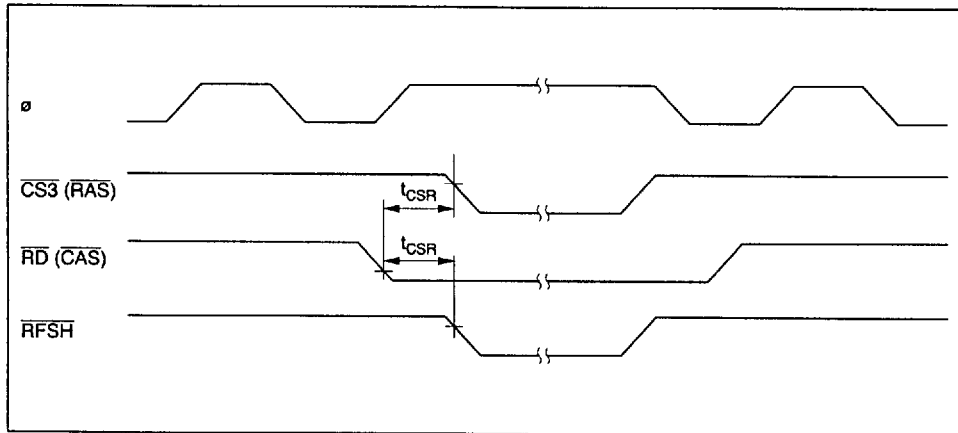 ø
CS3 (RAS)
tCSR
RD (CAS)
tCSR
RFSH